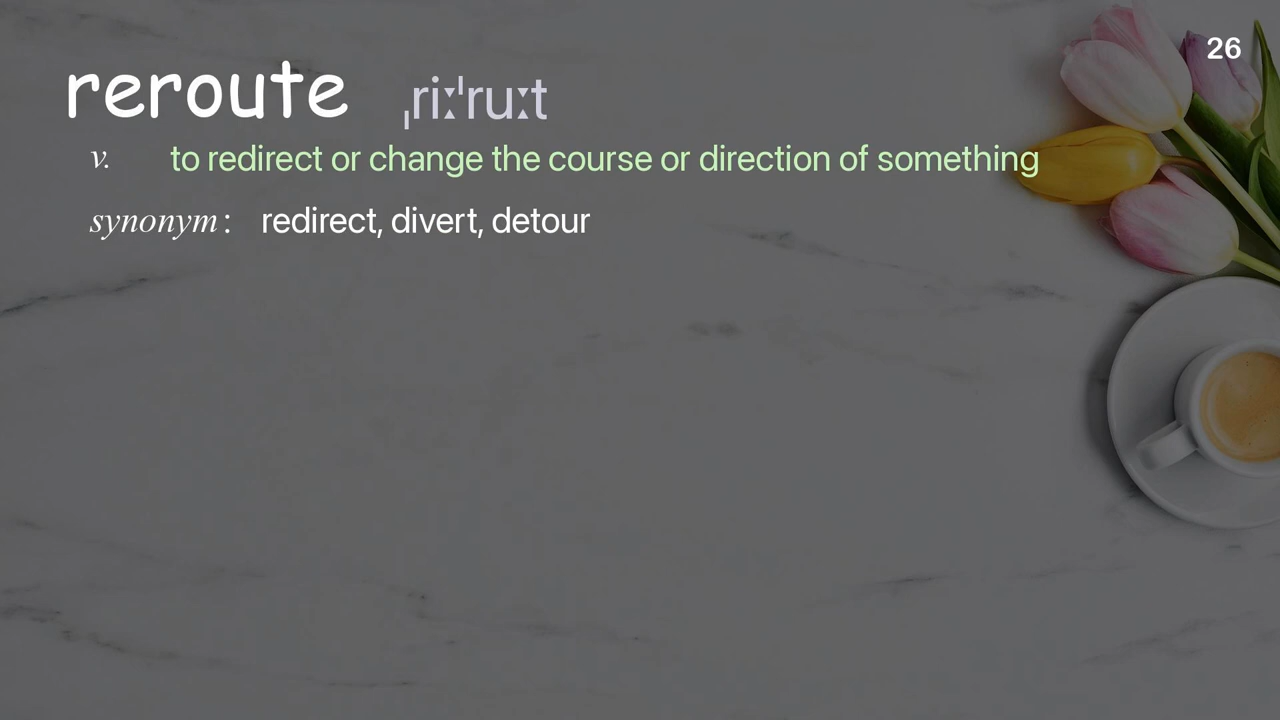 26
reroute ˌriːˈruːt
v. to redirect or change the course or direction of something
synonym : redirect, divert, detour